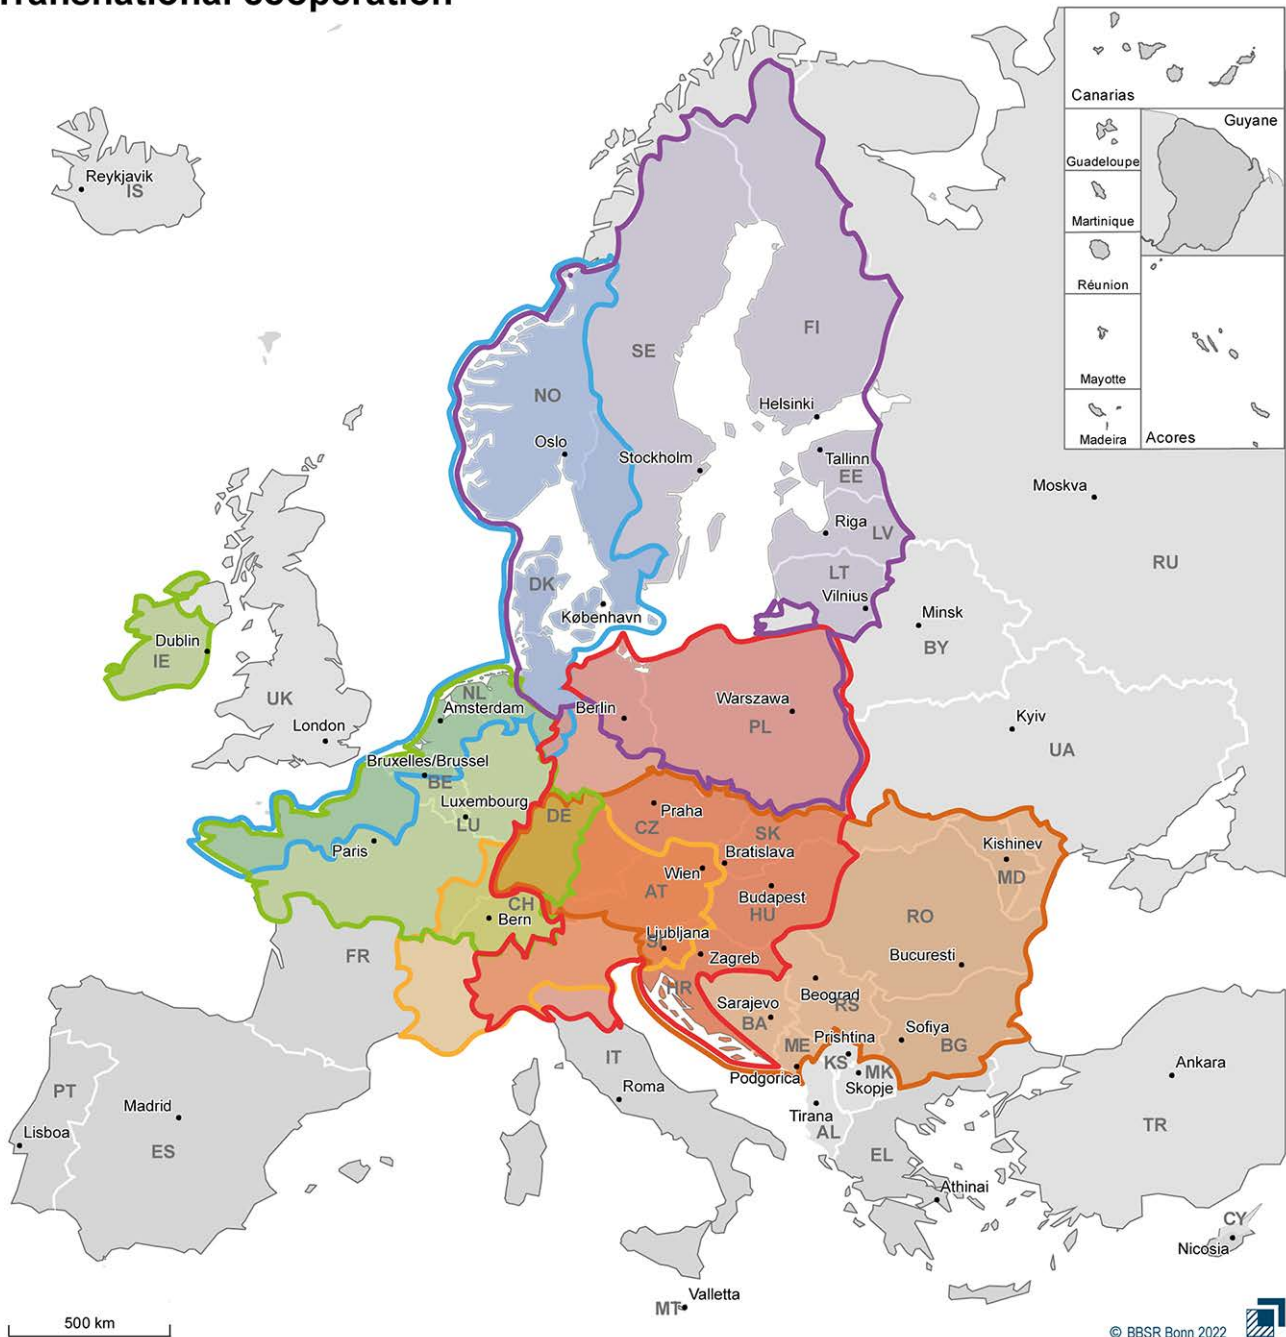 Transnational cooperation
Canarias
Guyane
Guadeloupe
Martinique
Réunion
Mayotte
Madeira
Acores
Reykjavik
IS
FI
SE
NO
Helsinki
Oslo
Stockholm
Tallinn
EE
Moskva
Riga
LV
RU
LT
DK
Vilnius
København
Minsk
BY
Dublin
IE
UK
London
NL
Amsterdam
Berlin
Warszawa
PL
Kyiv
UA
Bruxelles/Brussel
BE
Luxembourg
LU
DE
Praha
CZ
SK
Paris
Bratislava
Wien
Kishinev
MD
AT
Budapest
HU
CH
Bern
RO
Ljubljana
SI
Zagreb
FR
Bucuresti
HR
Sarajevo
BA
Beograd
RS
Prishtina
Sofiya
BG
ME
KS
MK
Podgorica
Skopje
IT
Roma
Tirana
AL
Ankara
TR
PT
Madrid
Lisboa
ES
EL
Athinai
CY
Nicosia
MT
Valletta
500 km
© BBSR Bonn 2022